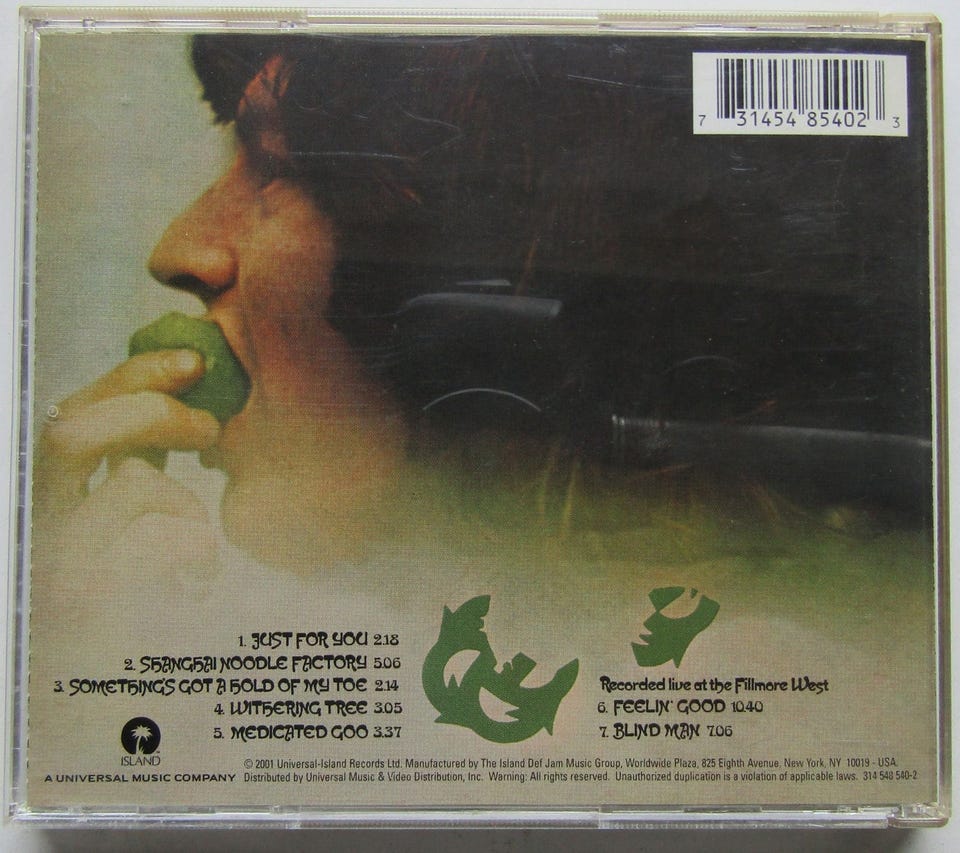 7 31454 85402 3
1. JUST FOR YOU 2.18
2. SHANGHAI NOODLE FACTORY 5.06
3. SOMETHING'S GOT A HOLD OF MY TOE 2.14
4. WITHERING TREE 3.05
5. MEDICATED GOO 3.37
Recorded live at the Fillmore West
6. FEELIN' GOOD 10.40
7. BLIND MAN 7.06
ISLAND
A UNIVERSAL MUSIC COMPANY
© 2001 Universal-Island Records Ltd. Manufactured by The Island Def Jam Music Group, Worldwide Plaza, 825 Eighth Avenue, New York, NY 10019 - USA.
Distributed by Universal Music & Video Distribution, Inc. Warning: All rights reserved. Unauthorized duplication is a violation of applicable laws. 314 548 540-2